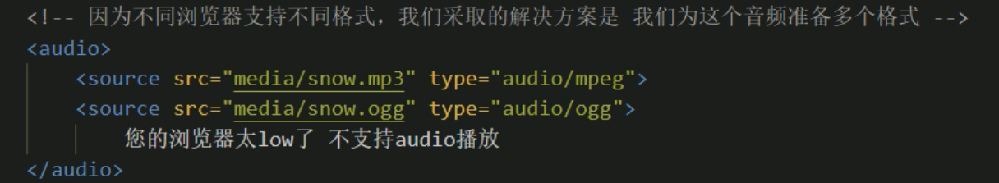 <!-- 因为不同浏览器支持不同格式，我们采取的解决方案是 我们为这个音频准备多个格式 -->
<audio>
<source src="media/snow.mp3" type="audio/mpeg">
<source src="media/snow.ogg" type="audio/ogg">
您的浏览器太low了 不支持audio播放
</audio>